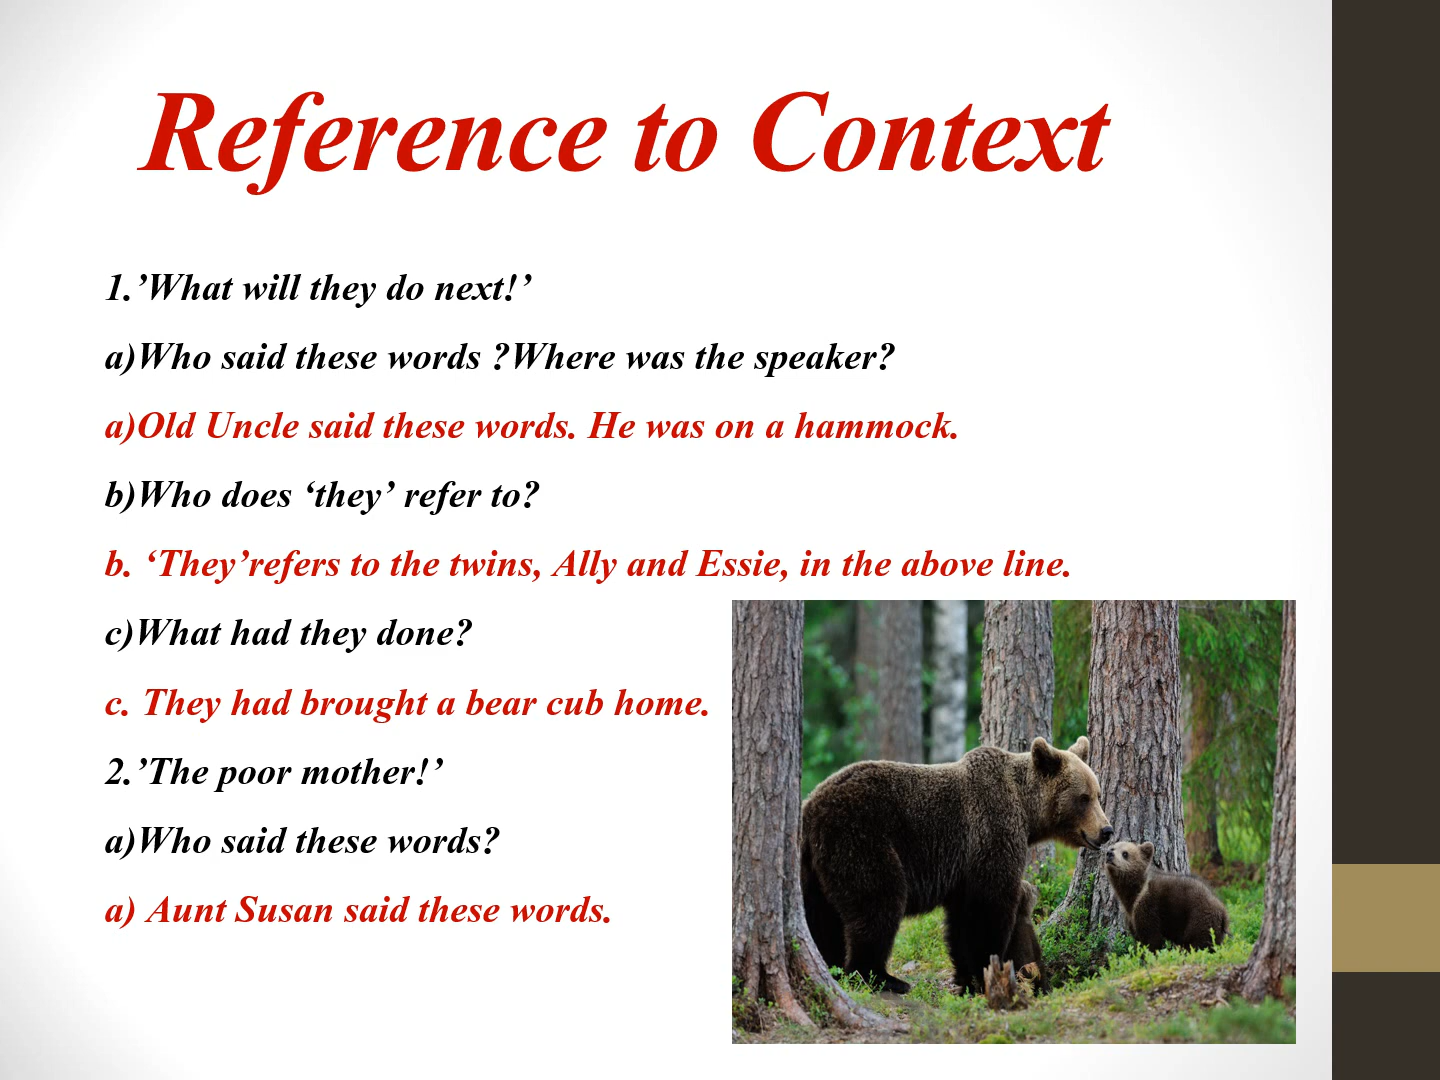 Reference to Context
1.’What will they do next!’
a)Who said these words ?Where was the speaker?
a)Old Uncle said these words. He was on a hammock.
b)Who does ‘they’ refer to?
b. ‘They’refers to the twins, Ally and Essie, in the above line.
c)What had they done?
c. They had brought a bear cub home.
2.’The poor mother!’
a)Who said these words?
a) Aunt Susan said these words.